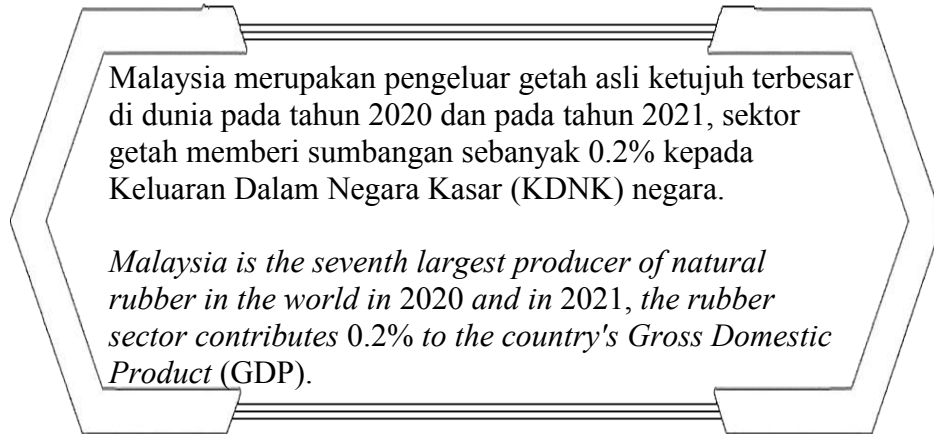 Malaysia merupakan pengeluar getah asli ketujuh terbesar
di dunia pada tahun 2020 dan pada tahun 2021, sektor
getah memberi sumbangan sebanyak 0.2% kepada
Keluaran Dalam Negara Kasar (KDNK) negara.
Malaysia is the seventh largest producer of natural
rubber in the world in 2020 and in 2021, the rubber
sector contributes 0.2% to the country's Gross Domestic
Product (GDP).